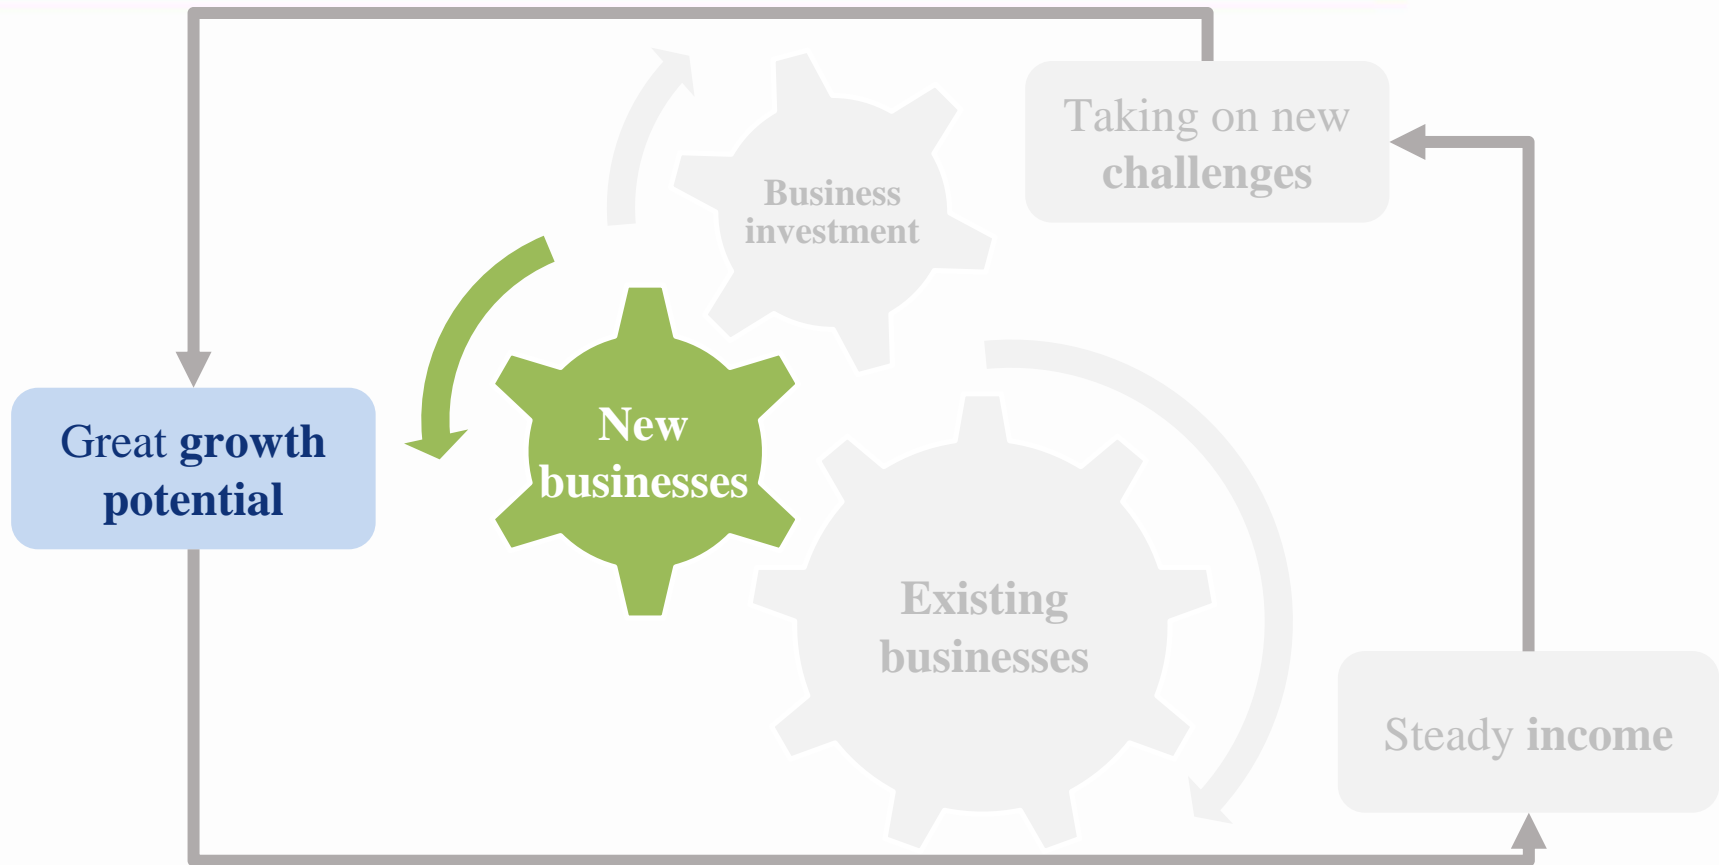 Taking on new
challenges
Business
investment
Great growth
potential
New
businesses
Existing
businesses
Steady income